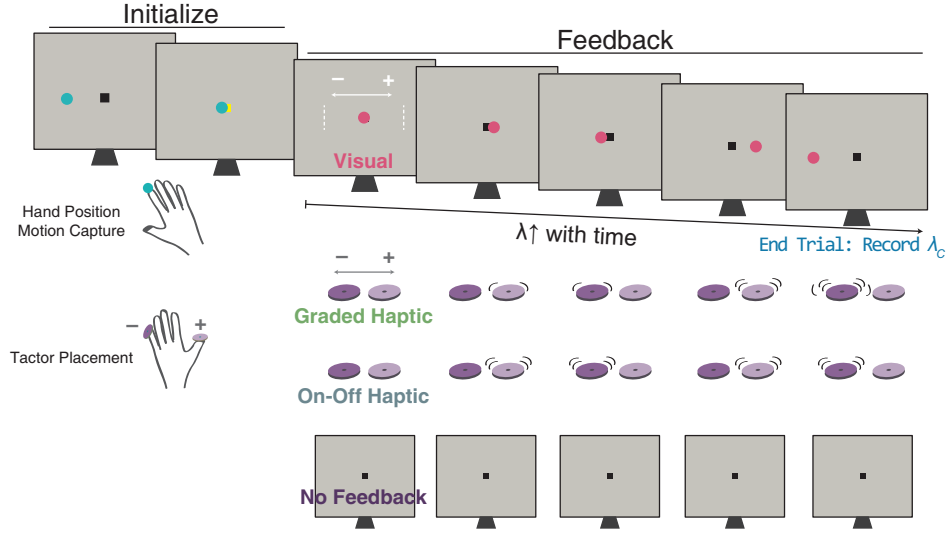 Initialize
Feedback
− +
Visual
Hand Position
Motion Capture
λ↑ with time
End Trial: Record λc
− +
Graded Haptic
− +
Tactor Placement
On-Off Haptic
No Feedback